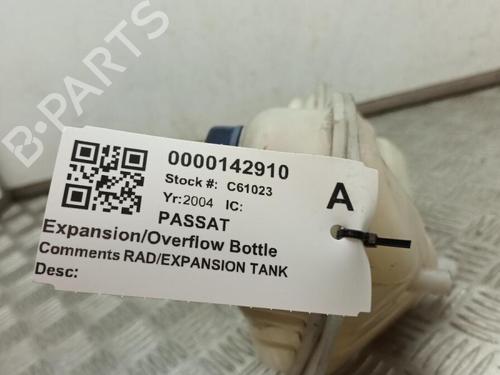 B-PARTS
0000142910
Stock #: C61023
Yr:2004 IC:
PASSAT
A
Expansion/Overflow Bottle
Comments RAD/EXPANSION TANK
Desc: